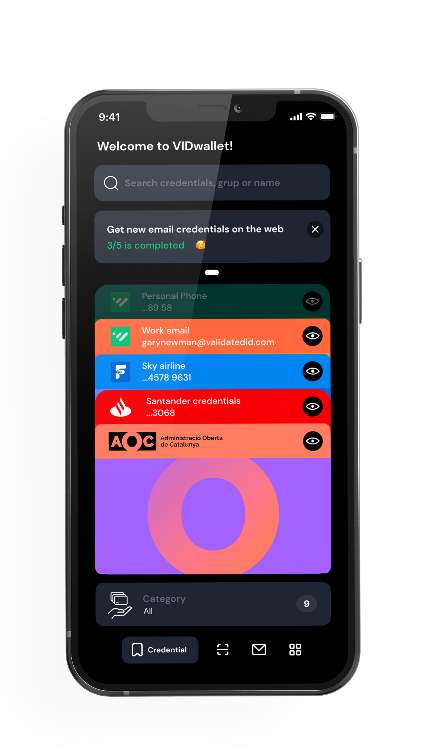 9:41
Welcome to VIDwallet!
Search credentials, grup or name
Get new email credentials on the web
3/5 is completed
Personal Phone
...89 58
Work email
garynewman@validatedid.com
Sky airline
...4578 9631
Santander credentials
...3068
AOC Administració Oberta
de Catalunya
Category
All
9
Credential